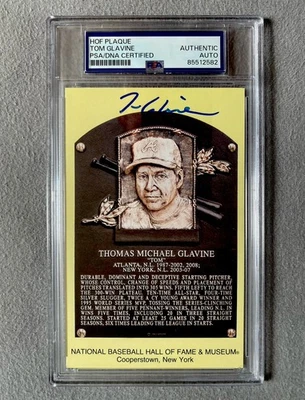 HOF PLAQUE
TOM GLAVINE
PSA/DNA CERTIFIED
AUTHENTIC
AUTO
85512582
T Glavine
THOMAS MICHAEL GLAVINE
"TOM"
ATLANTA, N.L. 1987-2002, 2008;
NEW YORK, N.L. 2003-07
DURABLE, DOMINANT AND DECEPTIVE STARTING PITCHER,
WHOSE CONTROL, CHANGE OF SPEEDS AND PLACEMENT OF
PITCHES TRANSLATED INTO 305 WINS, FIFTH LEFTY TO REACH
THE 300-WIN PLATEAU. TEN-TIME ALL-STAR, FOUR-TIME
SILVER SLUGGER, TWICE A CY YOUNG AWARD WINNER AND
1995 WORLD SERIES MVP, TOSSING THE SERIES-CLINCHING
GEM. MEMBER OF FIVE PENNANT-WINNERS, LEADING N.L. IN
WINS FIVE TIMES, INCLUDING 20 IN THREE STRAIGHT
SEASONS. STARTED AT LEAST 25 GAMES IN 20 STRAIGHT
SEASONS, SIX TIMES LEADING THE LEAGUE IN STARTS.
NATIONAL BASEBALL HALL OF FAME & MUSEUM®
Cooperstown, New York